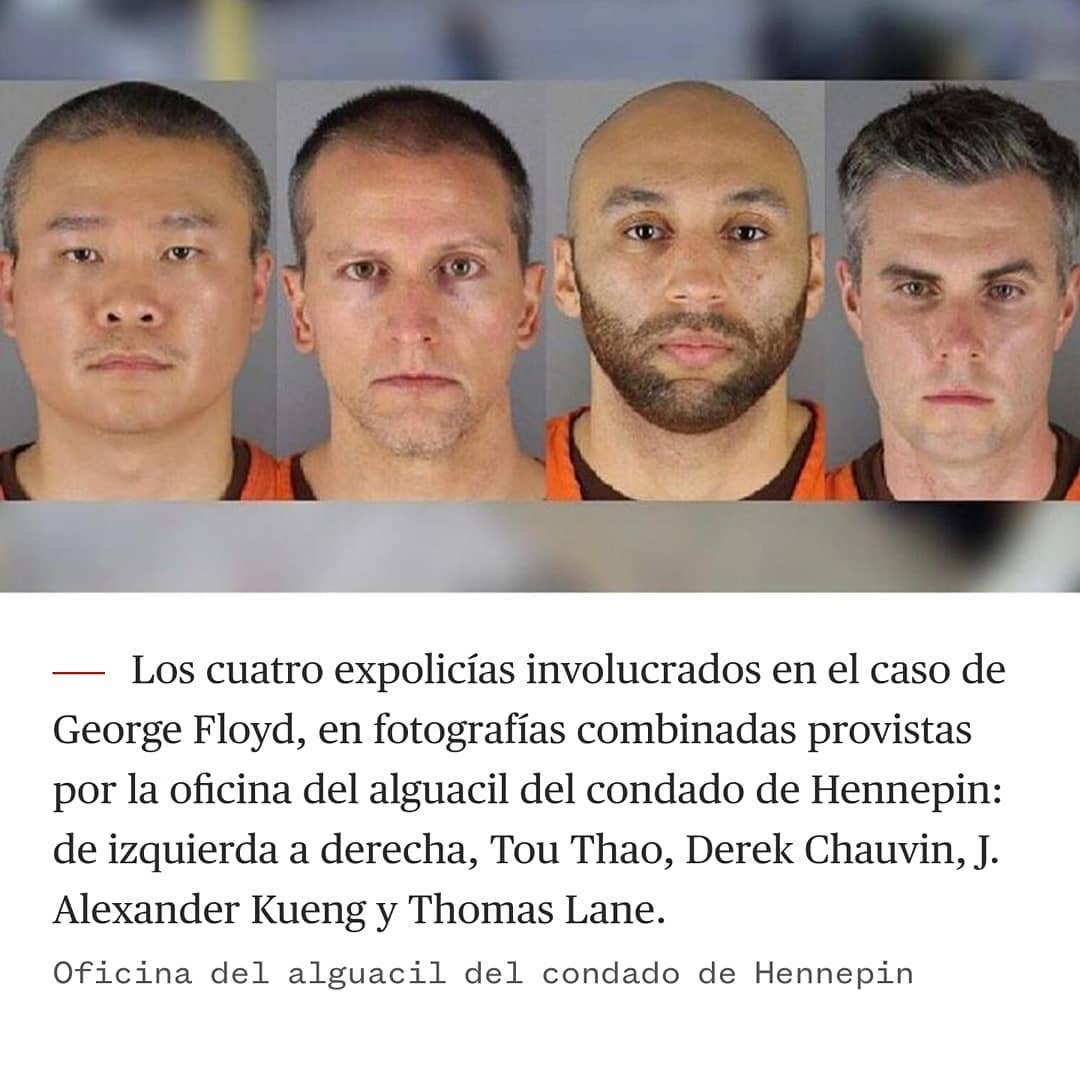 Los cuatro expolicías involucrados en el caso de
George Floyd, en fotografías combinadas provistas
por la oficina del alguacil del condado de Hennepin:
de izquierda a derecha, Tou Thao, Derek Chauvin, J.
Alexander Kueng y Thomas Lane.
Oficina del alguacil del condado de Hennepin